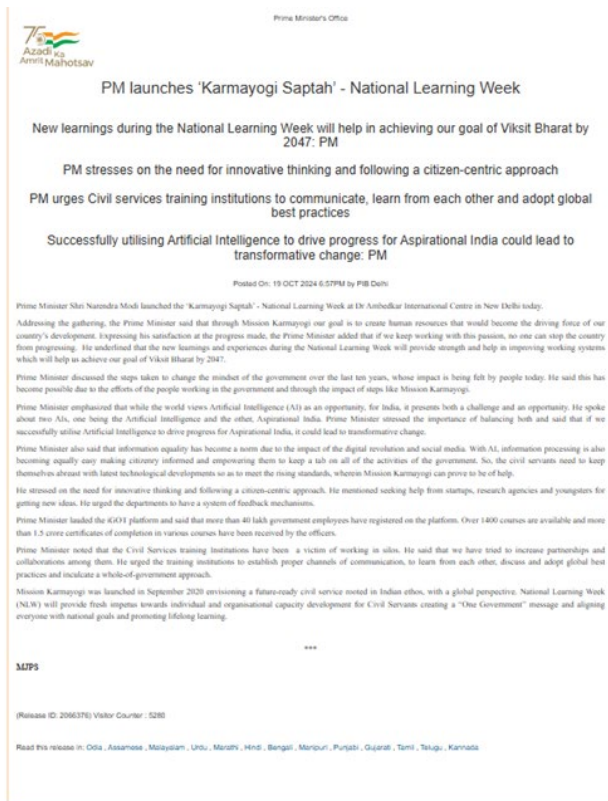 Prime Minister's Office
75
Azadi Ka
Amrit Mahotsav
PM launches 'Karmayogi Saptah' - National Learning Week
New learnings during the National Learning Week will help in achieving our goal of Viksit Bharat by
2047: PM
PM stresses on the need for innovative thinking and following a citizen-centric approach
PM urges Civil services training institutions to communicate, learn from each other and adopt global
best practices
Successfully utilising Artificial Intelligence to drive progress for Aspirational India could lead to
transformative change: PM
Posted On: 19 OCT 2024 6:57PM by PIB Delhi
Prime Minister Shri Narendra Modi launched the 'Karmayogi Saptah' - National Learning Week at Dr Ambedkar International Centre in New Delhi today.
Addressing the gathering, the Prime Minister said that through Mission Karmayogi our goal is to create human resources that would become the driving force of our
country's development. Expressing his satisfaction at the progress made, the Prime Minister added that if we keep working with this passion, no one can stop the country
from progressing. He underlined that the new learnings and experiences during the National Learning Week will provide strength and help in improving working systems
which will help us achieve our goal of Viksit Bharat by 2047.
Prime Minister discussed the steps taken to change the mindset of the government over the last ten years, whose impact is being felt by people today. He said this has
become possible due to the efforts of the people working in the government and through the impact of steps like Mission Karmayogi.
Prime Minister emphasized that while the world views Artificial Intelligence (AI) as an opportunity, for India, it presents both a challenge and an opportunity. He spoke
about two AIs, one being the Artificial Intelligence and the other, Aspirational India. Prime Minister stressed the importance of balancing both and said that if we
successfully utilise Artificial Intelligence to drive progress for Aspirational India, it could lead to transformative change.
Prime Minister also said that information equality has become a norm due to the impact of the digital revolution and social media. With AI, information processing is also
becoming equally easy making citizenry informed and empowering them to keep a tab on all of the activities of the government. So, the civil servants need to keep
themselves abreast with latest technological developments so as to meet the rising standards, wherein Mission Karmayogi can prove to be of help.
He stressed on the need for innovative thinking and following a citizen-centric approach. He mentioned seeking help from startups, research agencies and youngsters for
getting new ideas. He urged the departments to have a system of feedback mechanisms.
Prime Minister lauded the iGOT platform and said that more than 40 lakh government employees have registered on the platform. Over 1400 courses are available and more
than 1.5 crore certificates of completion in various courses have been received by the officers.
Prime Minister noted that the Civil Services training Institutions have been a victim of working in silos. He said that we have tried to increase partnerships and
collaborations among them. He urged the training institutions to establish proper channels of communication, to learn from each other, discuss and adopt global best
practices and inculcate a whole-of-government approach.
Mission Karmayogi was launched in September 2020 envisioning a future-ready civil service rooted in Indian ethos, with a global perspective. National Learning Week
(NLW) will provide fresh impetus towards individual and organisational capacity development for Civil Servants creating a "One Government" message and aligning
everyone with national goals and promoting lifelong learning.
***
MJPS
(Release ID: 2066376) Visitor Counter : 5280
Read this release in: Odia , Assamese , Malayalam , Urdu , Marathi , Hindi , Bengali , Manipuri , Punjabi , Gujarati , Tamil , Telugu , Kannada